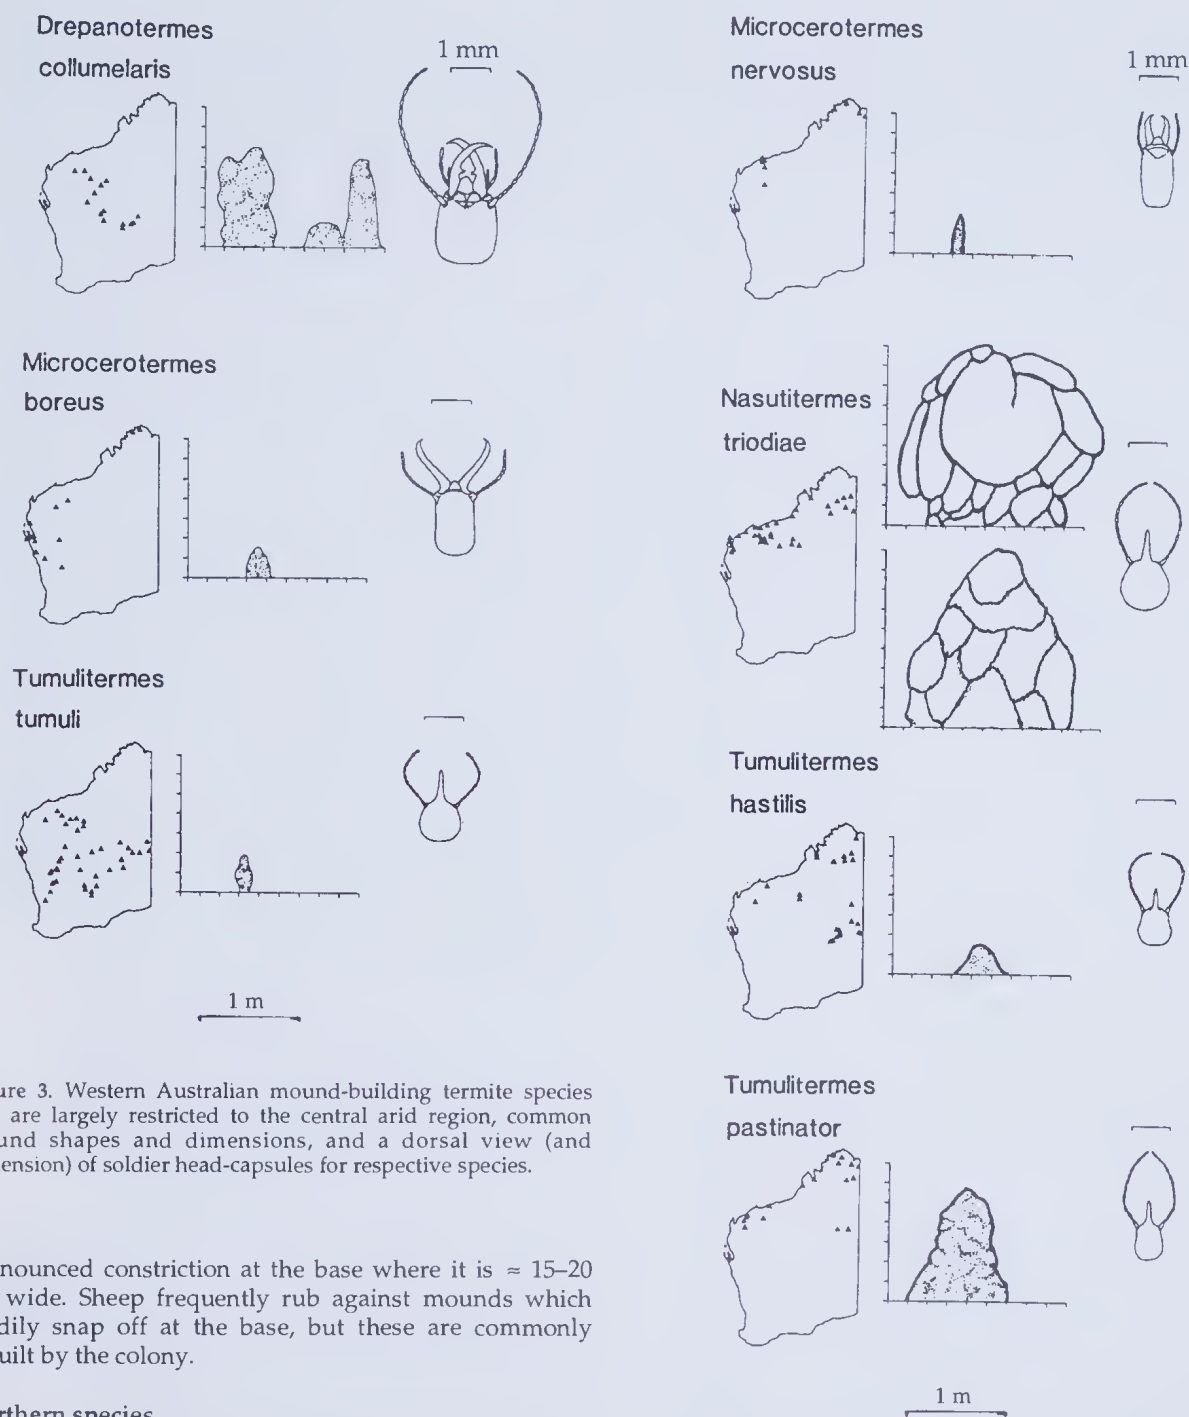 Drepanotermes
collumelaris
1 mm
Microcerotermes
boreus
Tumulitermes
tumuli
1 m
ure 3. Western Australian mound-building termite species
are largely restricted to the central arid region, common
und shapes and dimensions, and a dorsal view (and
ension) of soldier head-capsules for respective species.
nounced constriction at the base where it is ≈ 15–20
wide. Sheep frequently rub against mounds which
dily snap off at the base, but these are commonly
uilt by the colony.
rthern species
Microcerotermes
nervosus
1 mm
Nasutitermes
triodiae
Tumulitermes
hastilis
Tumulitermes
pastinator
1 m